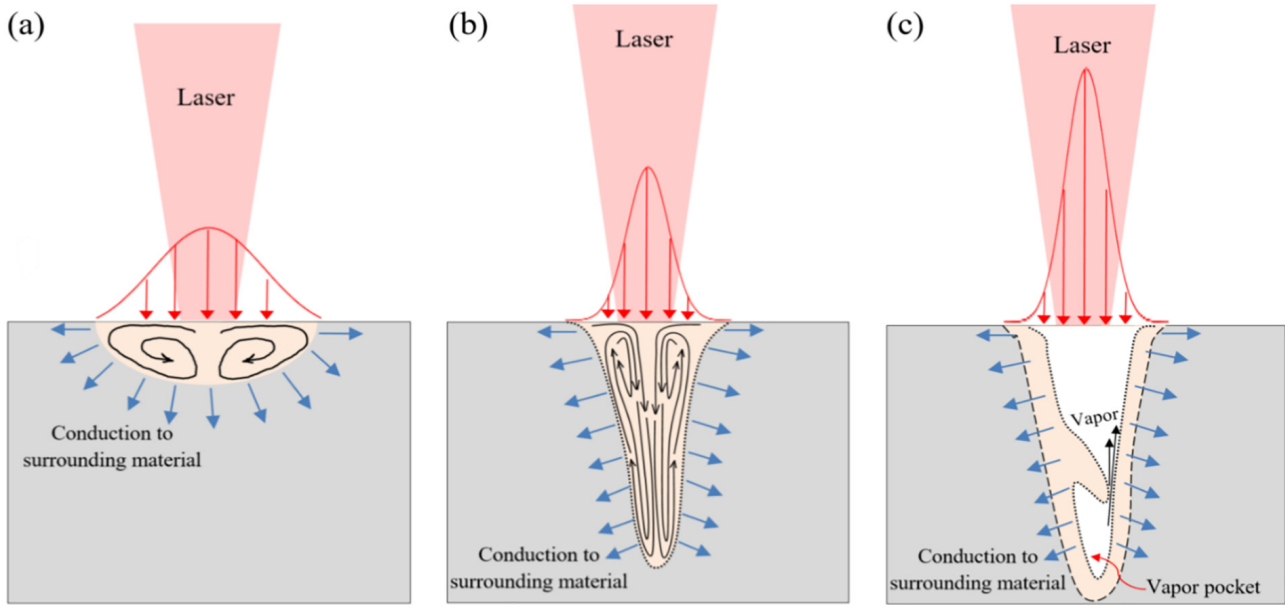 (a)
Laser
Conduction to
surrounding material
(b)
Laser
Conduction to
surrounding material
(c)
Laser
Vapor
Conduction to
surrounding material
Vapor pocket